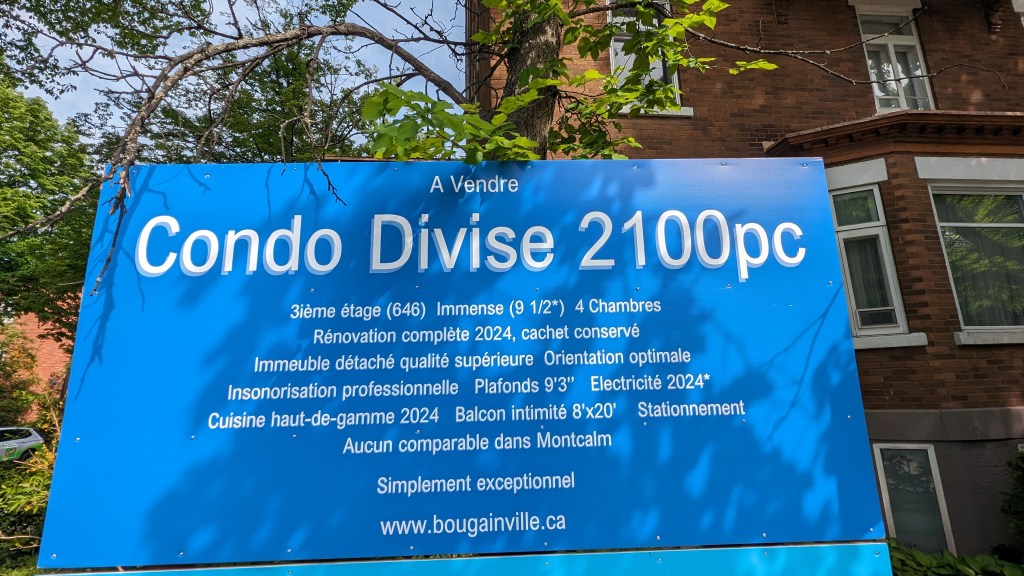 A Vendre
Condo Divise 2100pc
3ième étage (646) Immense (9 1/2*) 4 Chambres
Rénovation complète 2024, cachet conservé
Immeuble détaché qualité supérieure Orientation optimale
Insonorisation professionnelle Plafonds 9'3" Electricité 2024*
Cuisine haut-de-gamme 2024 Balcon intimité 8'x20' Stationnement
Aucun comparable dans Montcalm
Simplement exceptionnel
www.bougainville.ca